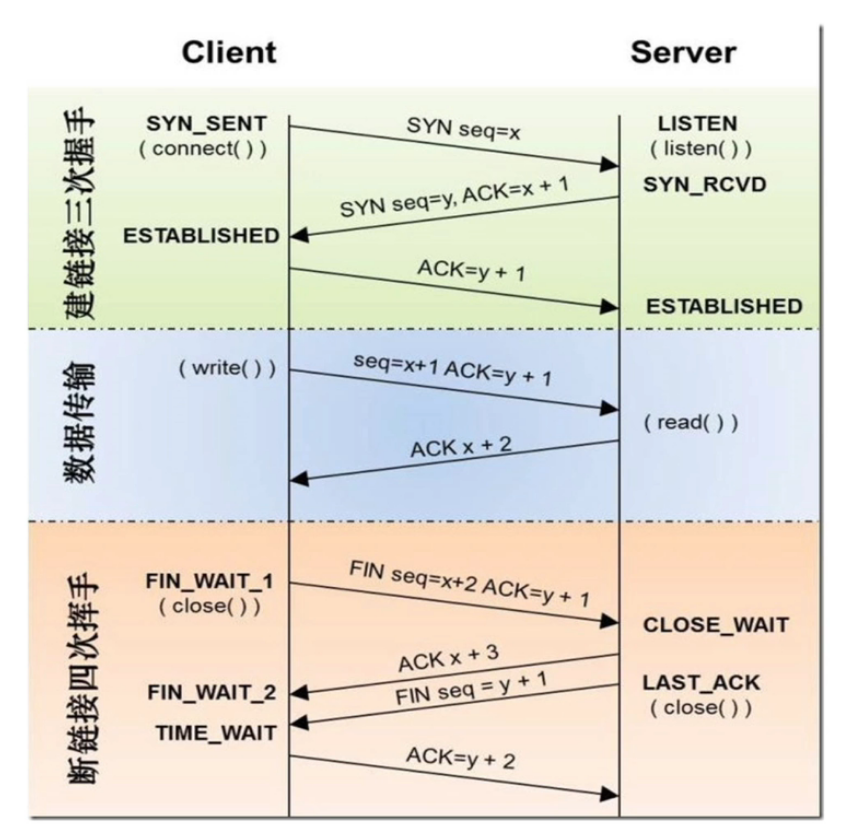 Client
Server
建链接三次握手
SYN_SENT
( connect( ) )
SYN seq=x
LISTEN
( listen( ) )
SYN_RCVD
SYN seq=y, ACK=x + 1
ESTABLISHED
ACK=y + 1
ESTABLISHED
数据传输
( write( ) )
seq=x+1 ACK=y + 1
( read( ) )
ACK x + 2
断链接四次挥手
FIN_WAIT_1
( close( ) )
FIN seq=x+2 ACK=y + 1
CLOSE_WAIT
ACK x + 3
FIN_WAIT_2
FIN seq = y + 1
LAST_ACK
( close( ) )
TIME_WAIT
ACK=y + 2